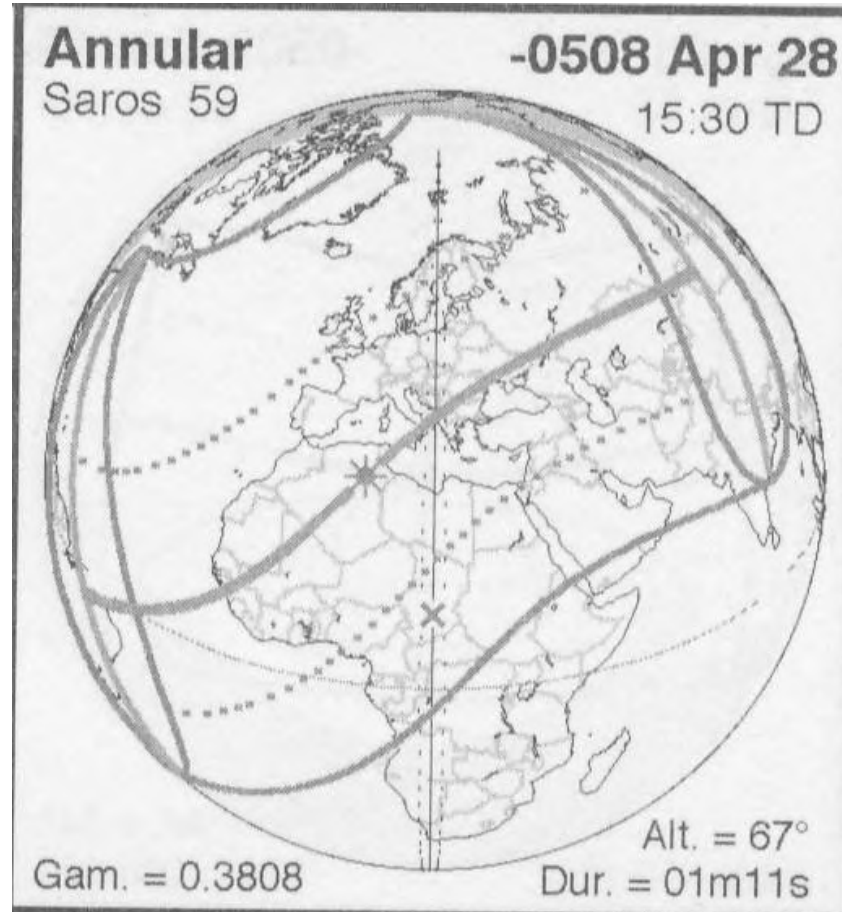 Annular -0508 Apr 28
Saros 59 15:30 TD
Alt. = 67°
Gam. = 0.3808 Dur. = 01m11s